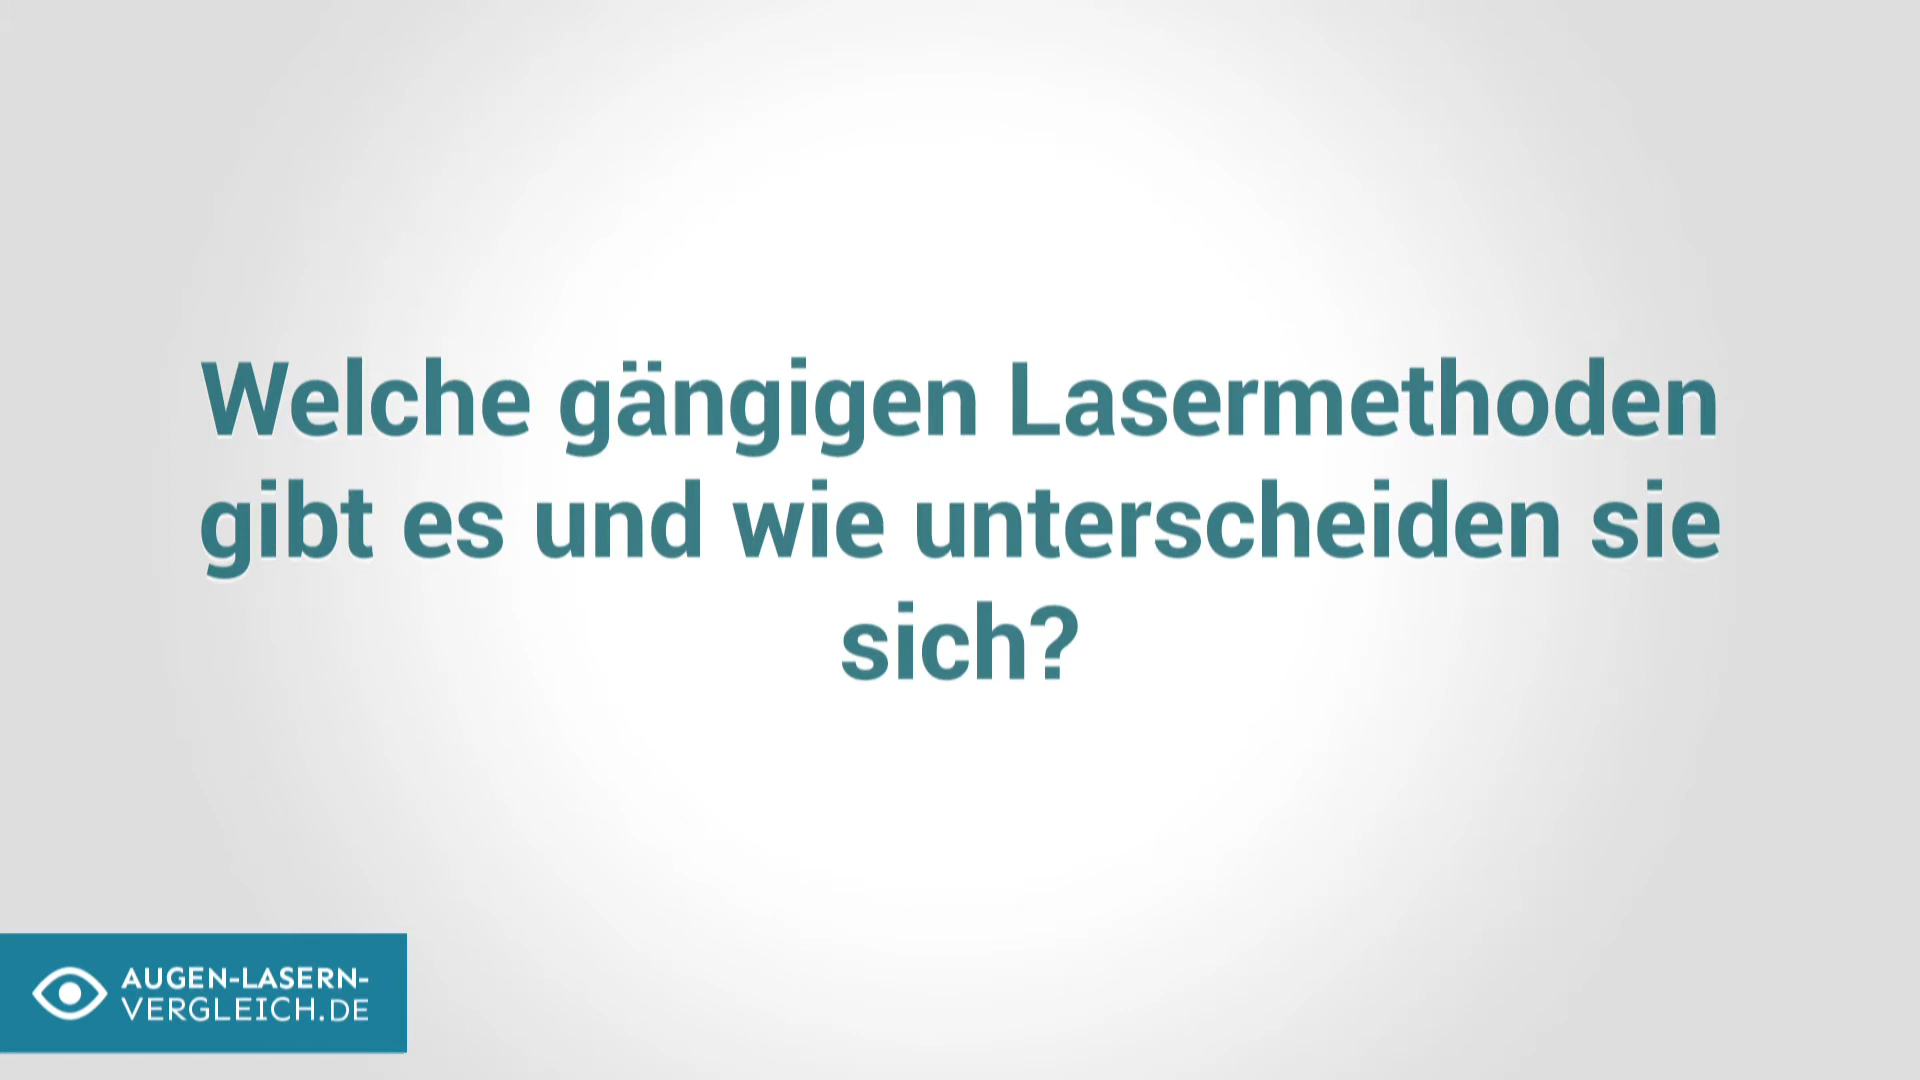 Welche gängigen Lasermethoden
gibt es und wie unterscheiden sie
sich?
AUGEN-LASERN-
VERGLEICH.DE